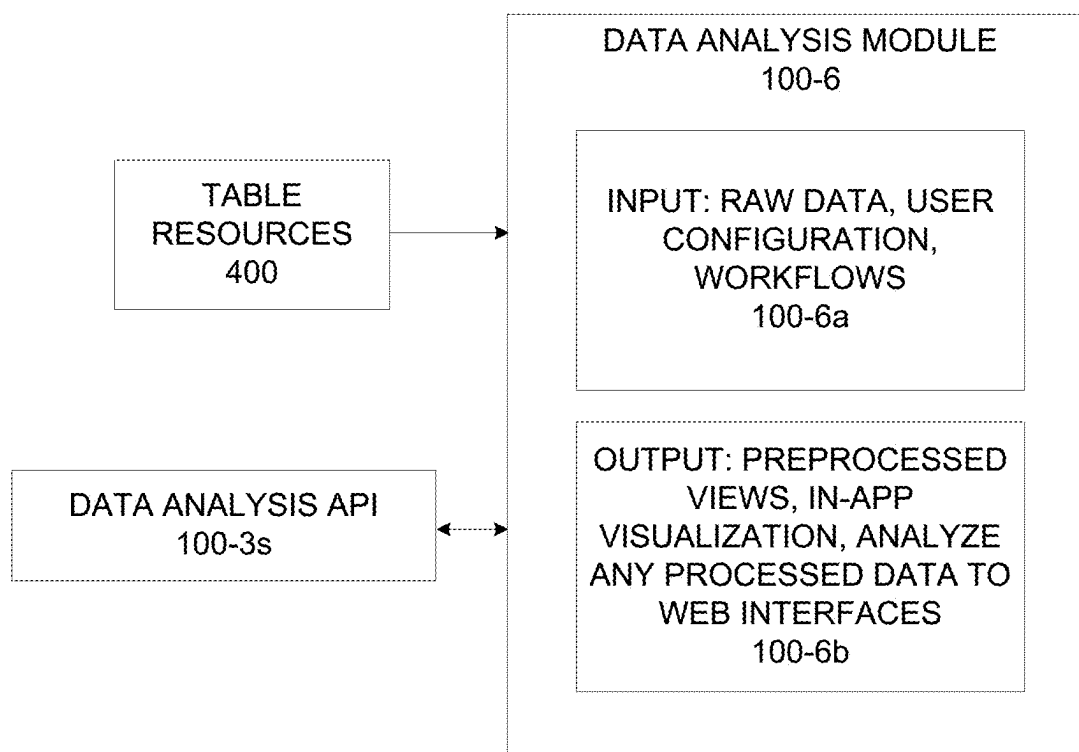 DATA ANALYSIS MODULE
100-6
TABLE
RESOURCES
400
INPUT: RAW DATA, USER
CONFIGURATION,
WORKFLOWS
100-6a
DATA ANALYSIS API
100-3s
OUTPUT: PREPROCESSED
VIEWS, IN-APP
VISUALIZATION, ANALYZE
ANY PROCESSED DATA TO
WEB INTERFACES
100-6b